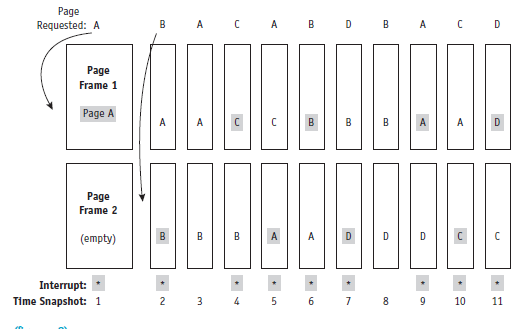 Page
Requested: A B A C A B D B A C D
Page
Frame 1
Page A
A A C C B B B A A D
Page
Frame 2
(empty)
B B B A A D D D C C
Interrupt: * * * * * * * * *
Time Snapshot: 1 2 3 4 5 6 7 8 9 10 11